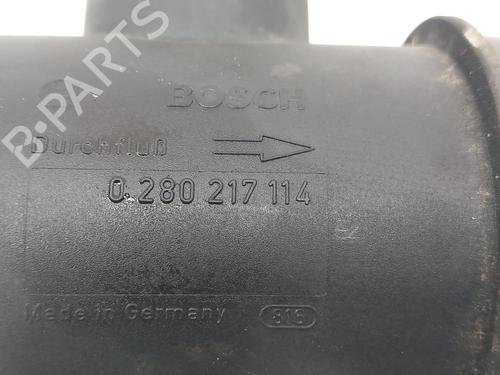 B-PARTS
BOSCH
Durchfluß
0 280 217 114
Made in Germany 816